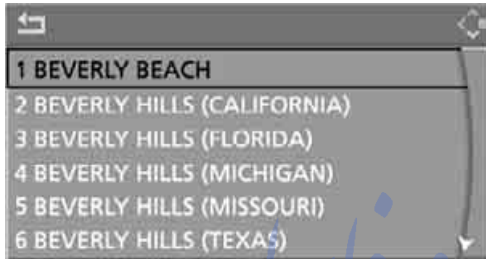 1 BEVERLY BEACH
2 BEVERLY HILLS (CALIFORNIA)
3 BEVERLY HILLS (FLORIDA)
4 BEVERLY HILLS (MICHIGAN)
5 BEVERLY HILLS (MISSOURI)
6 BEVERLY HILLS (TEXAS)